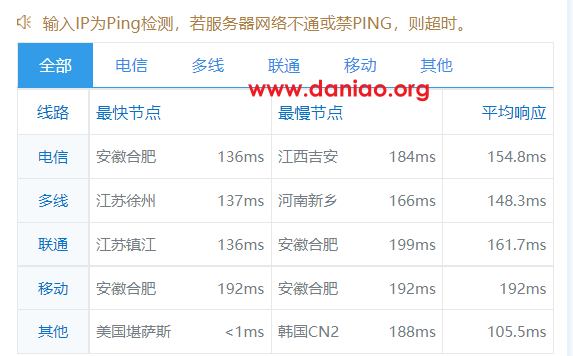 输入IP为Ping检测，若服务器网络不通或禁PING，则超时。
全部 电信 多线 联通 移动 其他
www.daniao.org
线路 最快节点 最慢节点 平均响应
电信 安徽合肥 136ms 江西吉安 184ms 154.8ms
多线 江苏徐州 137ms 河南新乡 166ms 148.3ms
联通 江苏镇江 136ms 安徽合肥 199ms 161.7ms
移动 安徽合肥 192ms 安徽合肥 192ms 192ms
其他 美国堪萨斯 <1ms 韩国CN2 188ms 105.5ms